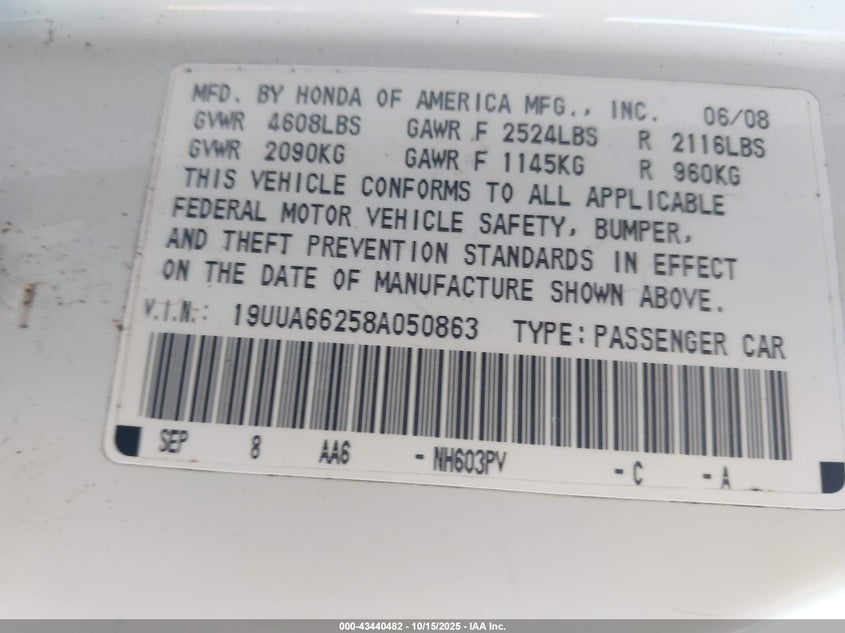 MFD. BY HONDA OF AMERICA MFG., INC. 06/08
GVWR 4608LBS GAWR F 2524LBS R 2116LBS
GVWR 2090KG GAWR F 1145KG R 960KG
THIS VEHICLE CONFORMS TO ALL APPLICABLE
FEDERAL MOTOR VEHICLE SAFETY, BUMPER,
AND THEFT PREVENTION STANDARDS IN EFFECT
ON THE DATE OF MANUFACTURE SHOWN ABOVE.
V.I.N.: 19UUA66258A050863 TYPE: PASSENGER CAR
SEP 8 AA6 - NH603PV - C - A
000-43440482 - 10/15/2025 - IAA Inc.